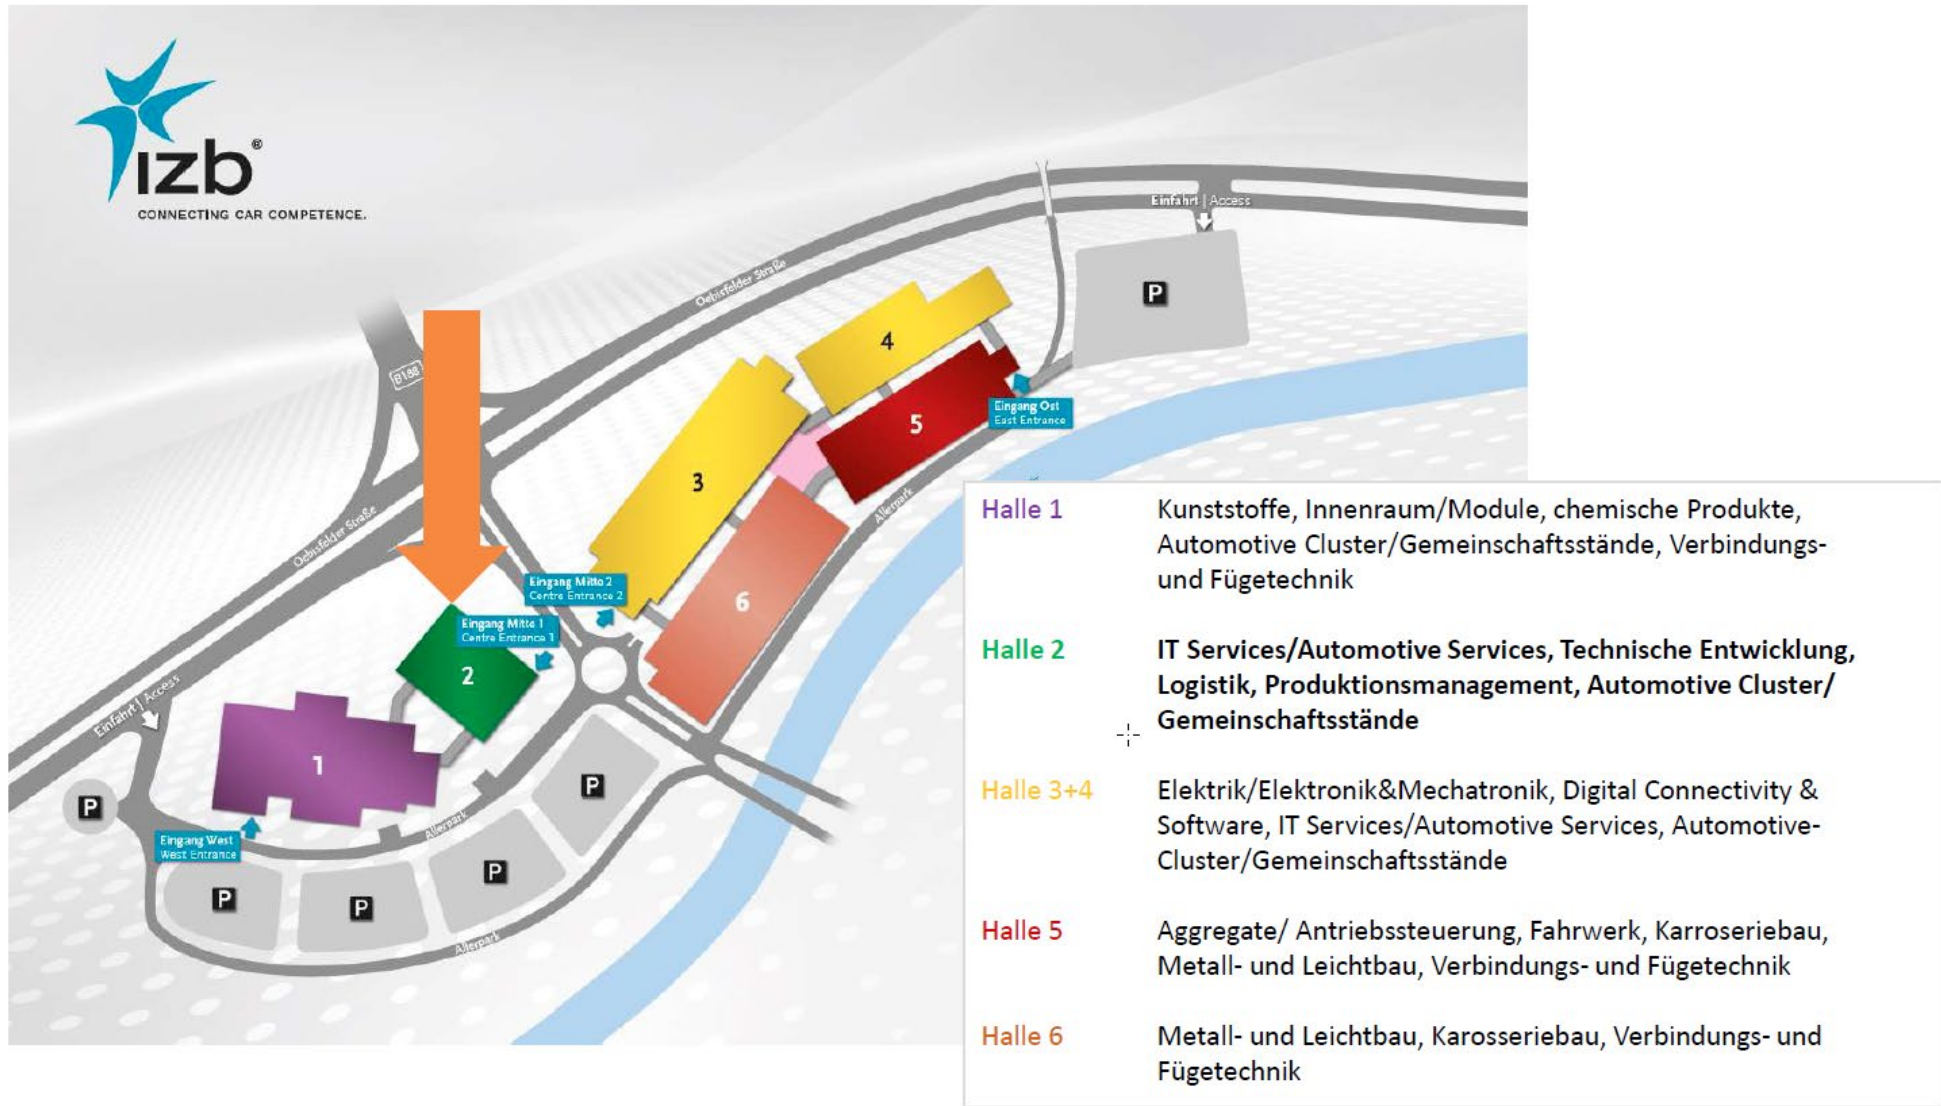 izb®
CONNECTING CAR COMPETENCE.
Einfahrt | Access
P
Oebisfelder Straße
B188
4
5
3
6
Eingang Ost
East Entrance
Allerpark
Oebisfelder Straße
Eingang Mitte 2
Centre Entrance 2
Eingang Mitte 1
Centre Entrance 1
2
Einfahrt | Access
1
P
P
Eingang West
West Entrance
Allerpark
P
P
P
Allerpark
Halle 1
Kunststoffe, Innenraum/Module, chemische Produkte,
Automotive Cluster/Gemeinschaftsstände, Verbindungs-
und Fügetechnik
Halle 2
IT Services/Automotive Services, Technische Entwicklung,
Logistik, Produktionsmanagement, Automotive Cluster/
Gemeinschaftsstände
Halle 3+4
Elektrik/Elektronik&Mechatronik, Digital Connectivity &
Software, IT Services/Automotive Services, Automotive-
Cluster/Gemeinschaftsstände
Halle 5
Aggregate/ Antriebssteuerung, Fahrwerk, Karroseriebau,
Metall- und Leichtbau, Verbindungs- und Fügetechnik
Halle 6
Metall- und Leichtbau, Karosseriebau, Verbindungs- und
Fügetechnik